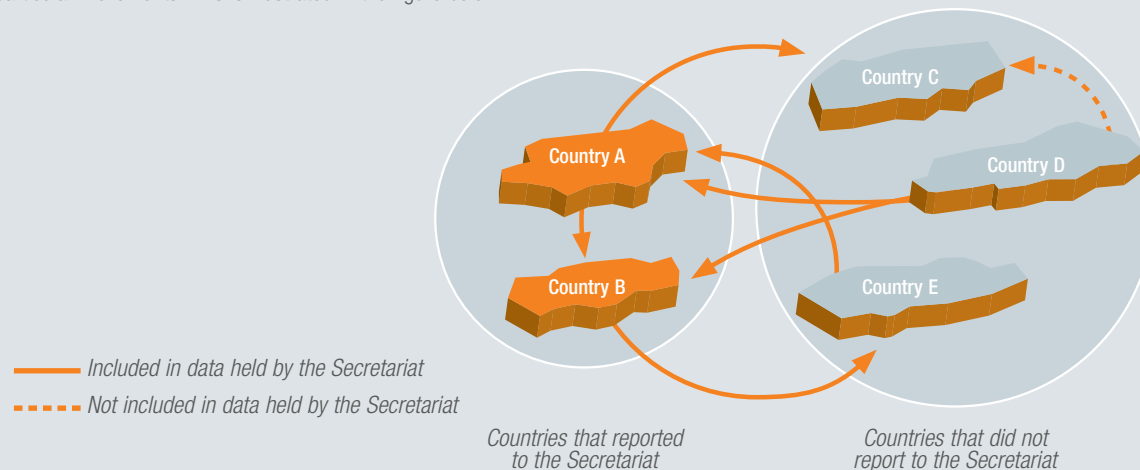 Country C
Country A
Country D
Country B
Country E
Included in data held by the Secretariat
Not included in data held by the Secretariat
Countries that reported
to the Secretariat
Countries that did not
report to the Secretariat